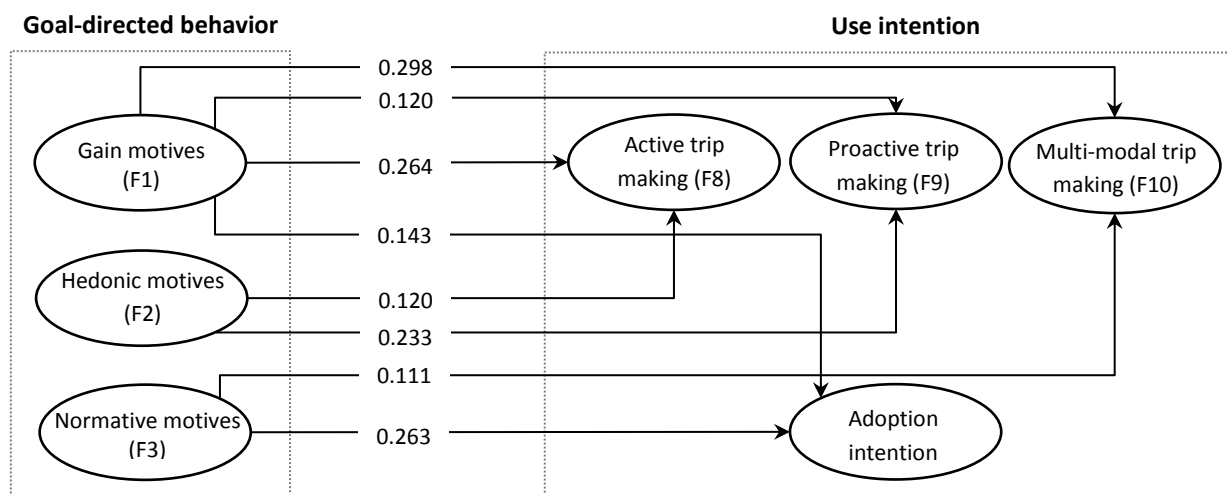 Goal-directed behavior
Use intention
0.298
0.120
Gain motives
(F1)
0.264
Active trip
making (F8)
Proactive trip
making (F9)
Multi-modal trip
making (F10)
0.143
Hedonic motives
(F2)
0.120
0.233
0.111
Normative motives
(F3)
0.263
Adoption
intention